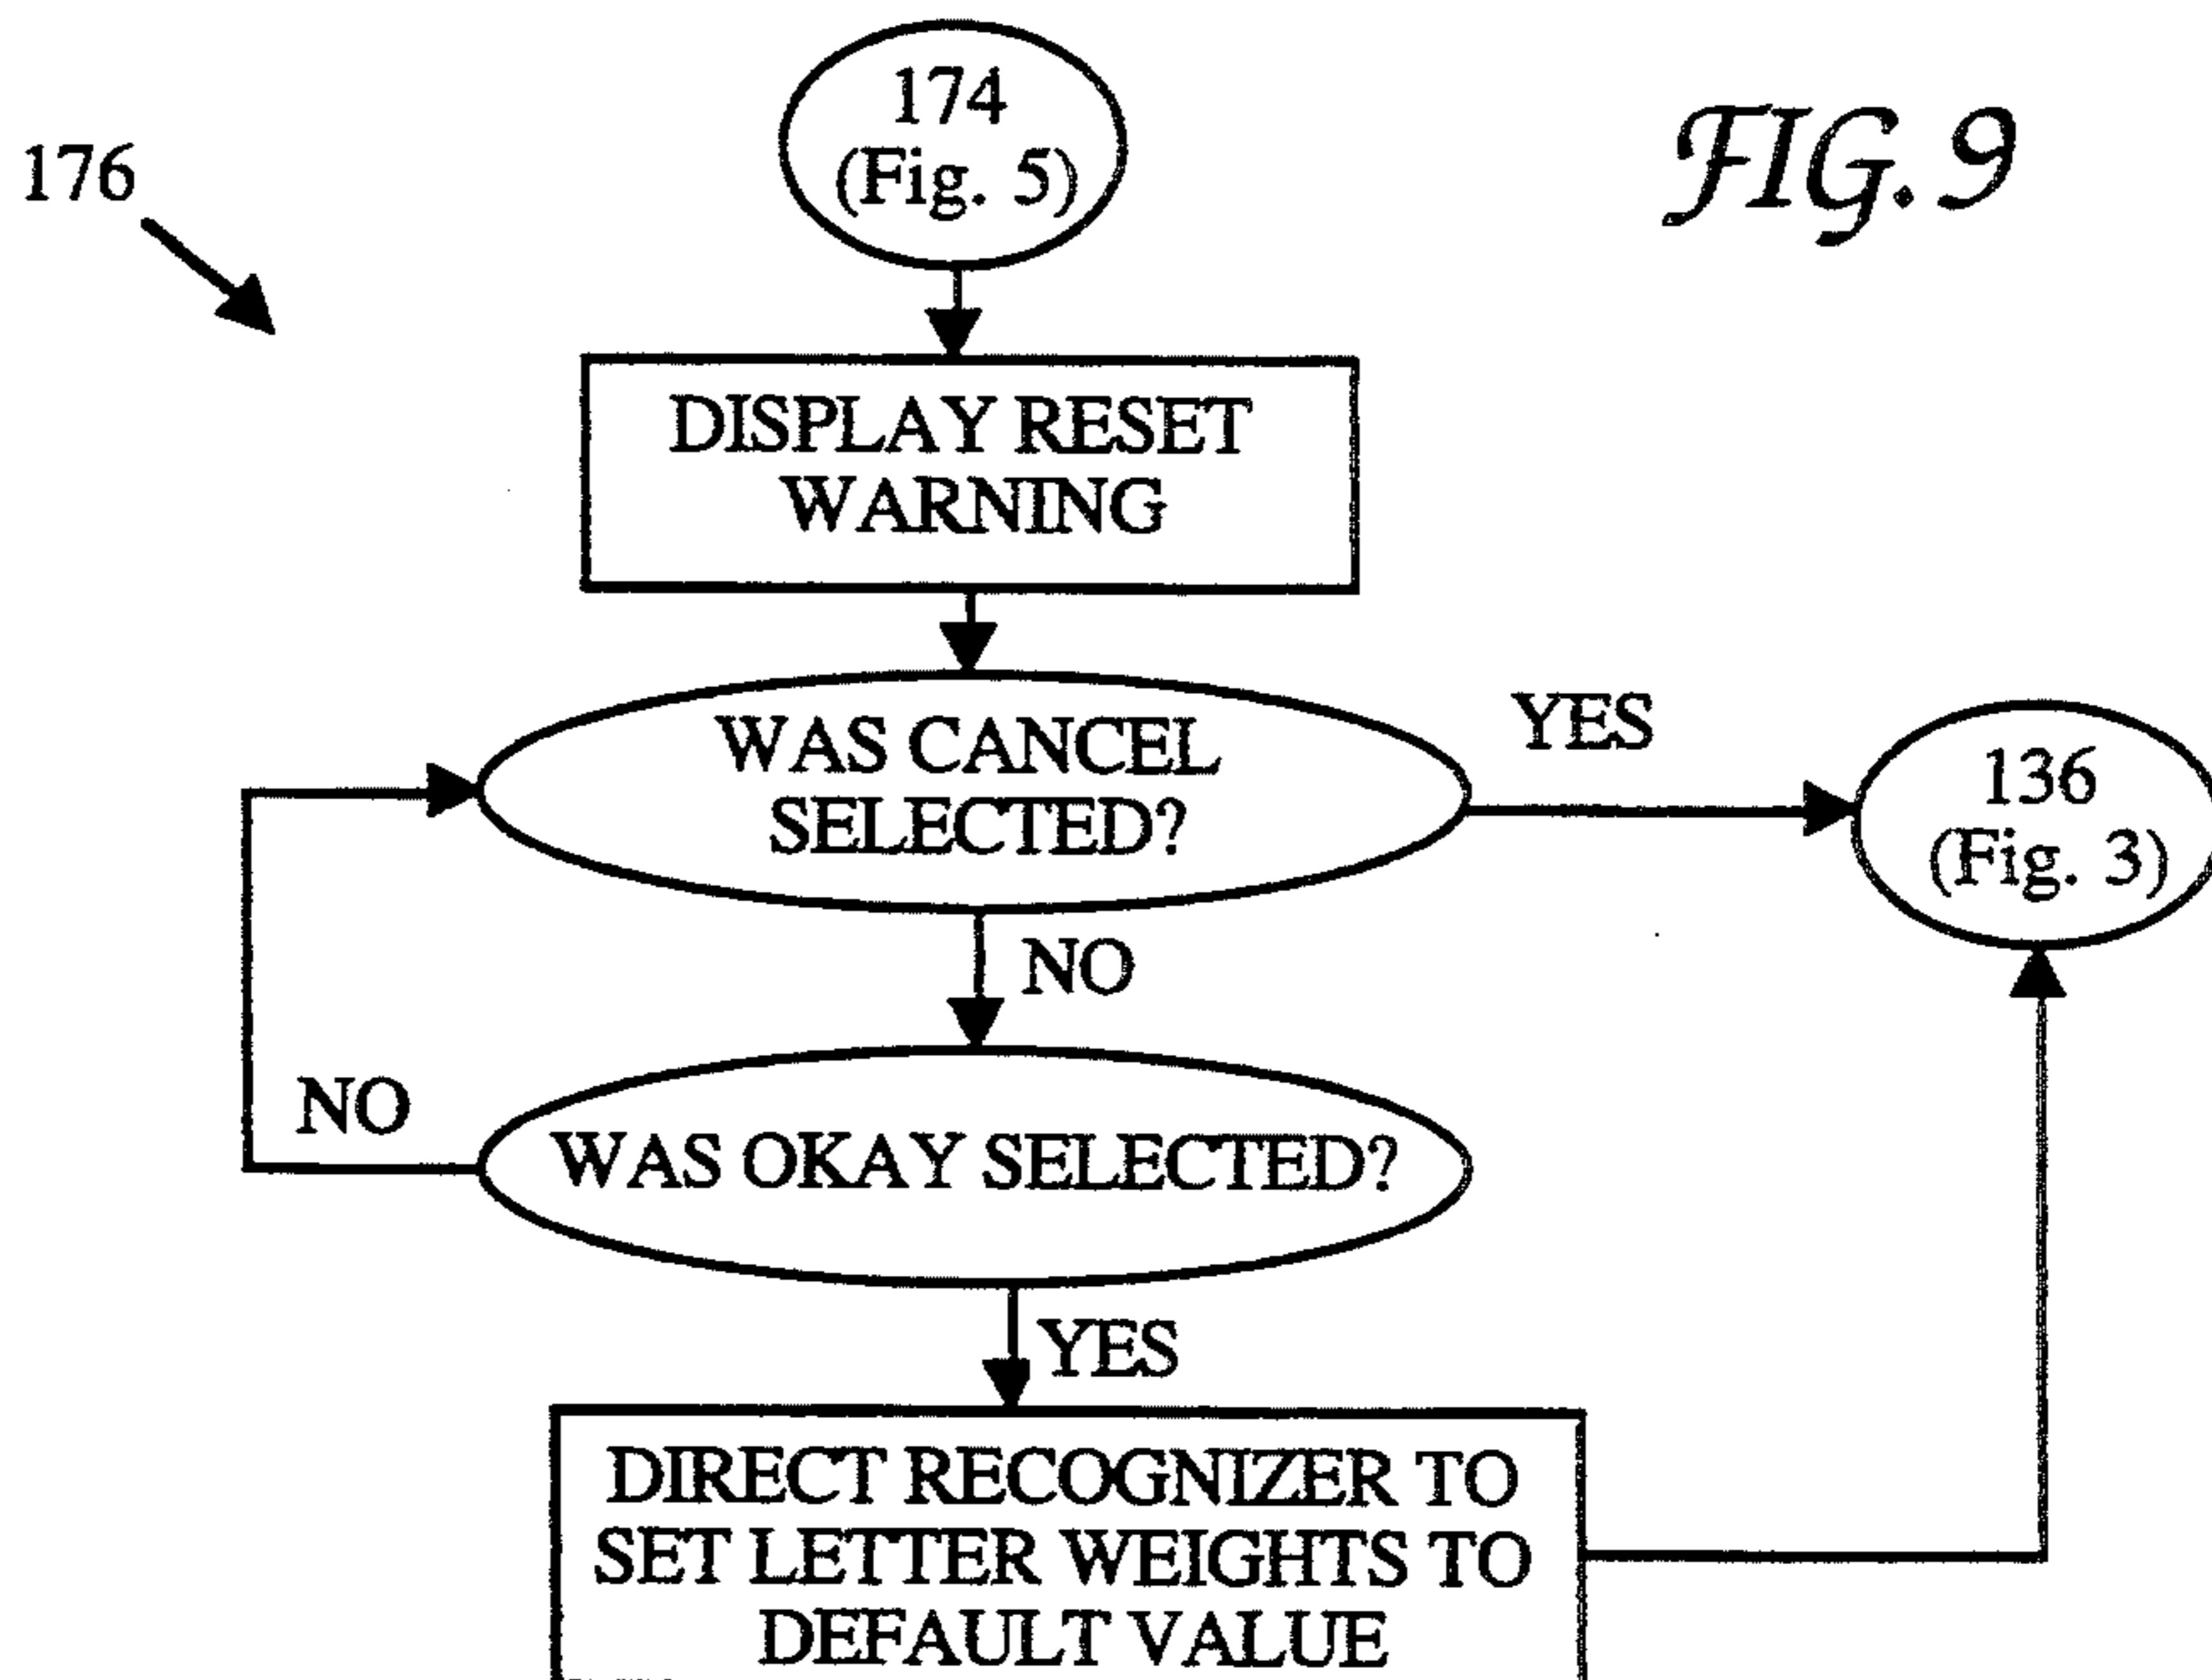 174
(Fig. 5)
FIG. 9
176
DISPLAY RESET
WARNING
WAS CANCEL
SELECTED?
YES
136
(Fig. 3)
NO
NO
WAS OKAY SELECTED?
YES
DIRECT RECOGNIZER TO
SET LETTER WEIGHTS TO
DEFAULT VALUE